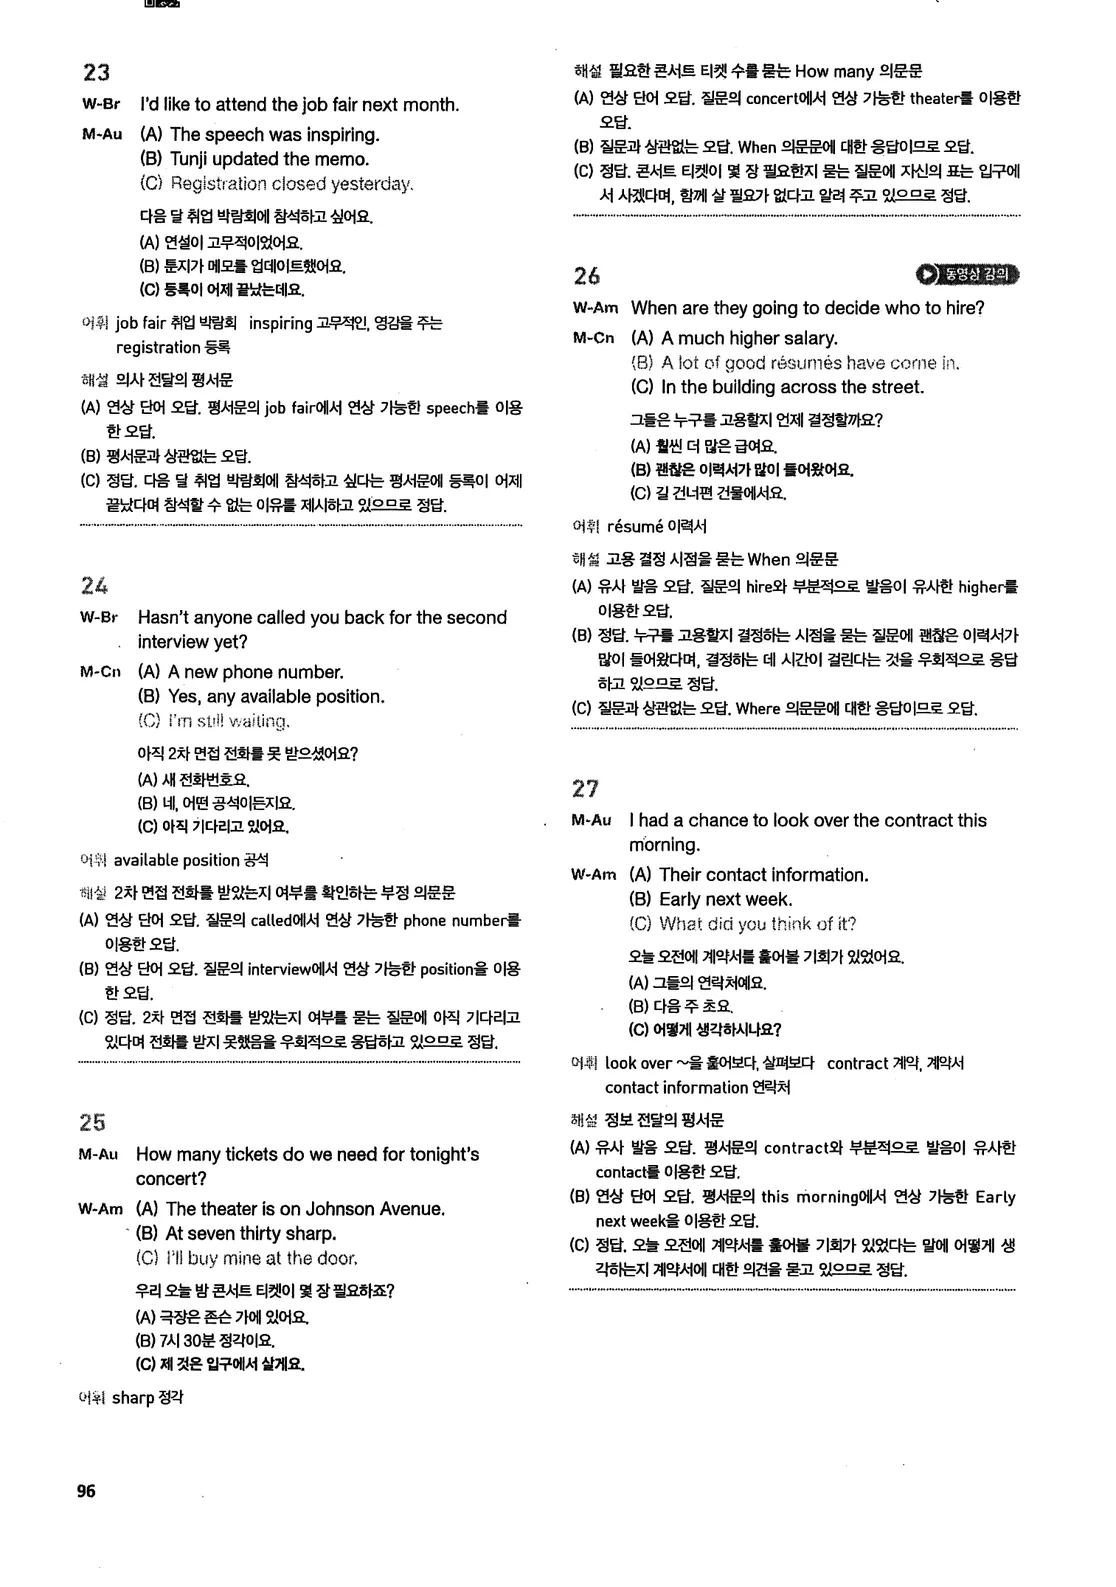 23
W-Br I'd like to attend the job fair next month.
M-Au (A) The speech was inspiring.
(B) Tunji updated the memo.
(C) Registration closed yesterday.
다음 달 취업 박람회에 참석하고 싶어요.
(A) 연설이 고무적이었어요.
(B) 툰지가 메모를 업데이트했어요.
(C) 등록이 어제 끝났는데요.
어휘 job fair 취업 박람회 inspiring 고무적인, 영감을 주는
registration 등록
해설 의사 전달의 평서문
(A) 연상 단어 오답. 평서문의 job fair에서 연상 가능한 speech를 이용
한 오답.
(B) 평서문과 상관없는 오답.
(C) 정답. 다음 달 취업 박람회에 참석하고 싶다는 평서문에 등록이 어제
끝났다며 참석할 수 없는 이유를 제시하고 있으므로 정답.
24
W-Br Hasn't anyone called you back for the second
interview yet?
M-Cn (A) A new phone number.
(B) Yes, any available position.
(C) I'm still waiting.
아직 2차 면접 전화를 못 받으셨어요?
(A) 새 전화번호요.
(B) 네, 어떤 공석이든지요.
(C) 아직 기다리고 있어요.
어휘 available position 공석
해설 2차 면접 전화를 받았는지 여부를 확인하는 부정 의문문
(A) 연상 단어 오답. 질문의 called에서 연상 가능한 phone number를
이용한 오답.
(B) 연상 단어 오답. 질문의 interview에서 연상 가능한 position을 이용
한 오답.
(C) 정답. 2차 면접 전화를 받았는지 여부를 묻는 질문에 아직 기다리고
있다며 전화를 받지 못했음을 우회적으로 응답하고 있으므로 정답.
25
M-Au How many tickets do we need for tonight's
concert?
W-Am (A) The theater is on Johnson Avenue.
(B) At seven thirty sharp.
(C) I'll buy mine at the door.
우리 오늘 밤 콘서트 티켓이 몇 장 필요하죠?
(A) 극장은 존슨 가에 있어요.
(B) 7시 30분 정각이요.
(C) 제 것은 입구에서 살게요.
어휘 sharp 정각
96
해설 필요한 콘서트 티켓 수를 묻는 How many 의문문
(A) 연상 단어 오답. 질문의 concert에서 연상 가능한 theater를 이용한
오답.
(B) 질문과 상관없는 오답. When 의문문에 대한 응답이므로 오답.
(C) 정답. 콘서트 티켓이 몇 장 필요한지 묻는 질문에 자신의 표는 입구에
서 사겠다며, 함께 살 필요가 없다고 알려 주고 있으므로 정답.
26 동영상 강의
W-Am When are they going to decide who to hire?
M-Cn (A) A much higher salary.
(B) A lot of good résumés have come in.
(C) In the building across the street.
그들은 누구를 고용할지 언제 결정할까요?
(A) 훨씬 더 많은 급여요.
(B) 괜찮은 이력서가 많이 들어왔어요.
(C) 길 건너편 건물에서요.
어휘 résumé 이력서
해설 고용 결정 시점을 묻는 When 의문문
(A) 유사 발음 오답. 질문의 hire와 부분적으로 발음이 유사한 higher를
이용한 오답.
(B) 정답. 누구를 고용할지 결정하는 시점을 묻는 질문에 괜찮은 이력서가
많이 들어왔다며, 결정하는 데 시간이 걸린다는 것을 우회적으로 응답
하고 있으므로 정답.
(C) 질문과 상관없는 오답. Where 의문문에 대한 응답이므로 오답.
27
M-Au I had a chance to look over the contract this
morning.
W-Am (A) Their contact information.
(B) Early next week.
(C) What did you think of it?
오늘 오전에 계약서를 훑어볼 기회가 있었어요.
(A) 그들의 연락처예요.
(B) 다음 주 초요.
(C) 어떻게 생각하시나요?
어휘 look over ~을 훑어보다, 살펴보다 contract 계약, 계약서
contact information 연락처
해설 정보 전달의 평서문
(A) 유사 발음 오답. 평서문의 contract와 부분적으로 발음이 유사한
contact를 이용한 오답.
(B) 연상 단어 오답. 평서문의 this morning에서 연상 가능한 Early
next week을 이용한 오답.
(C) 정답. 오늘 오전에 계약서를 훑어볼 기회가 있었다는 말에 어떻게 생
각하는지 계약서에 대한 의견을 묻고 있으므로 정답.